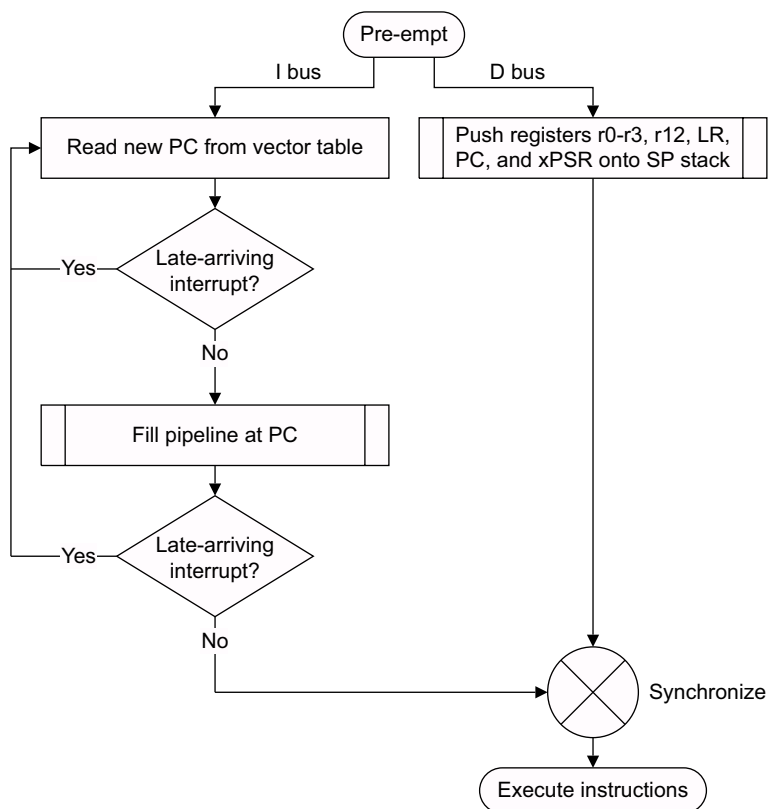 Pre-empt
I bus
D bus
Read new PC from vector table
Push registers r0-r3, r12, LR,
PC, and xPSR onto SP stack
Late-arriving
interrupt?
Yes
No
Fill pipeline at PC
Late-arriving
interrupt?
Yes
No
Synchronize
Execute instructions